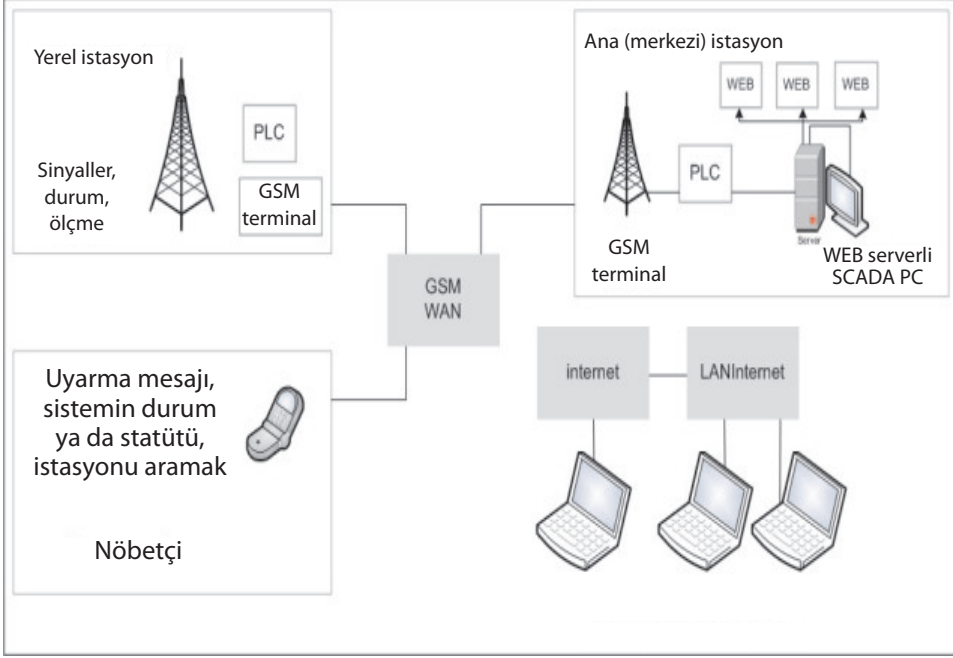 Yerel istasyon
Sinyaller,
durum,
ölçme
PLC
GSM
terminal
Ana (merkezi) istasyon
WEB
WEB
WEB
PLC
GSM
terminal
Server
WEB serverli
SCADA PC
GSM
WAN
Uyarma mesajı,
sistemin durum
ya da statütü,
istasyonu aramak
Nöbetçi
internet
LANInternet